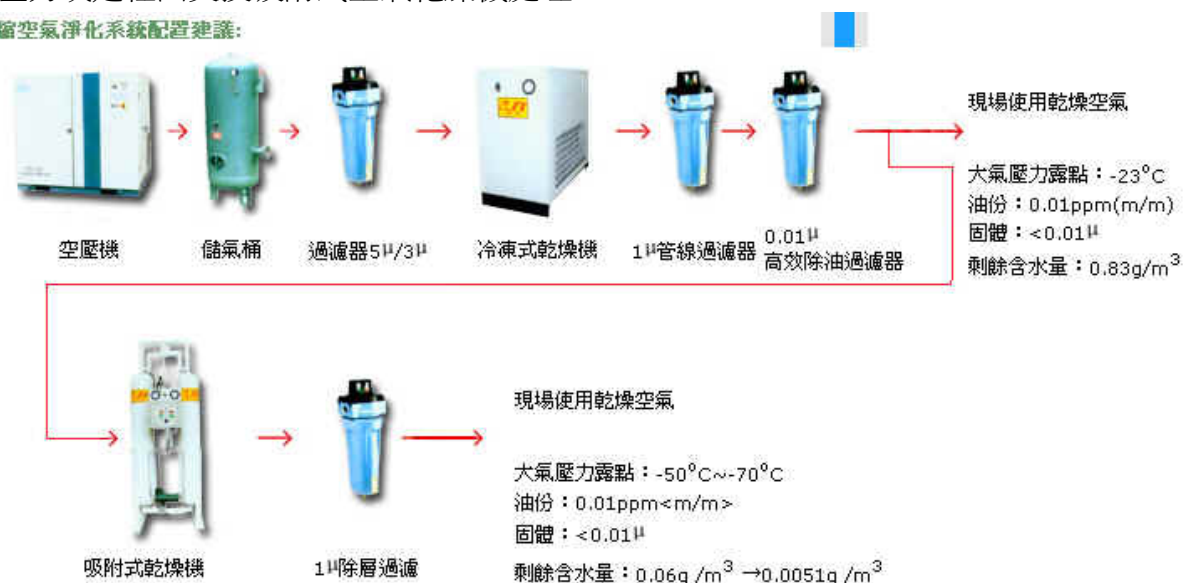 縮空氣淨化系統配置建議:
現場使用乾燥空氣
大氣壓力露點：-23⁰C
油份：0.01ppm(m/m)
固體：<0.01μ
剩餘含水量：0.83g/m³
空壓機
儲氣桶
過濾器5μ/3μ
冷凍式乾燥機
1μ管線過濾器
0.01μ
高效除油過濾器
現場使用乾燥空氣
大氣壓力露點：-50⁰C~-70⁰C
油份：0.01ppm<m/m>
固體：<0.01μ
剩餘含水量：0.06g /m³ →0.0051g /m³
吸附式乾燥機
1μ除層過濾